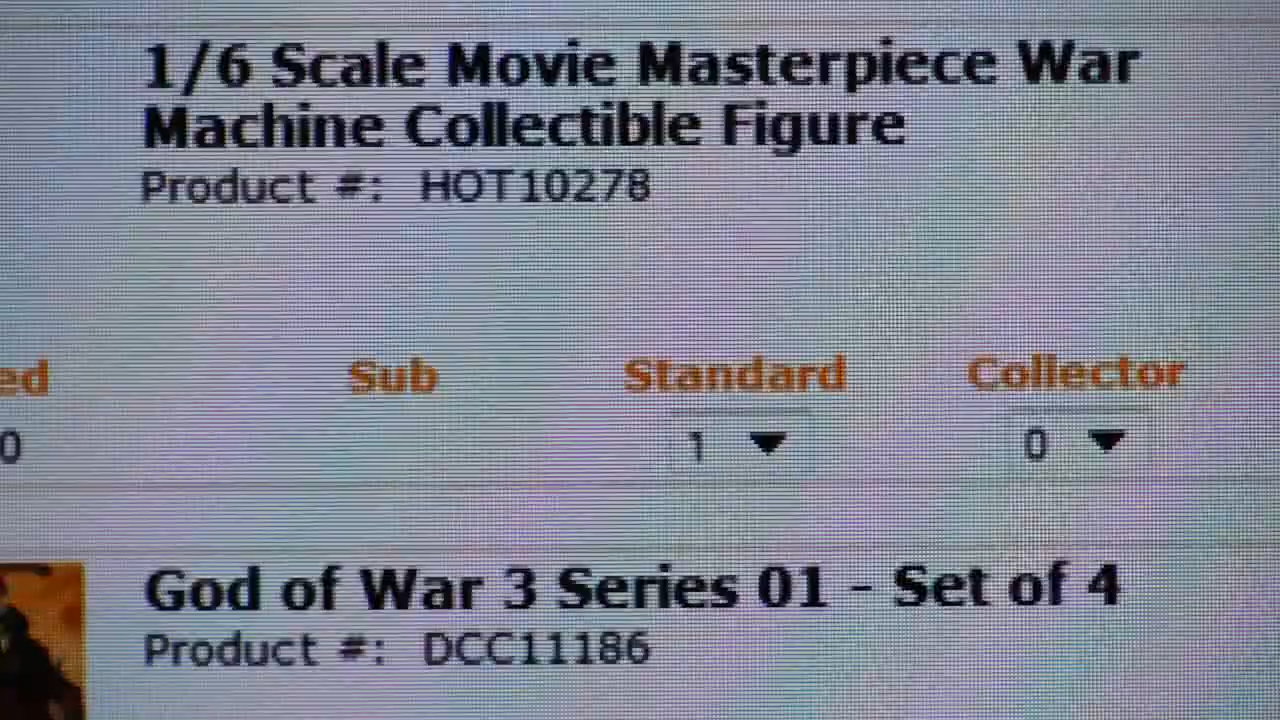 1/6 Scale Movie Masterpiece War
Machine Collectible Figure
Product #: HOT10278
ed Sub Standard Collector
0 1 0
God of War 3 Series 01 - Set of 4
Product #: DCC11186